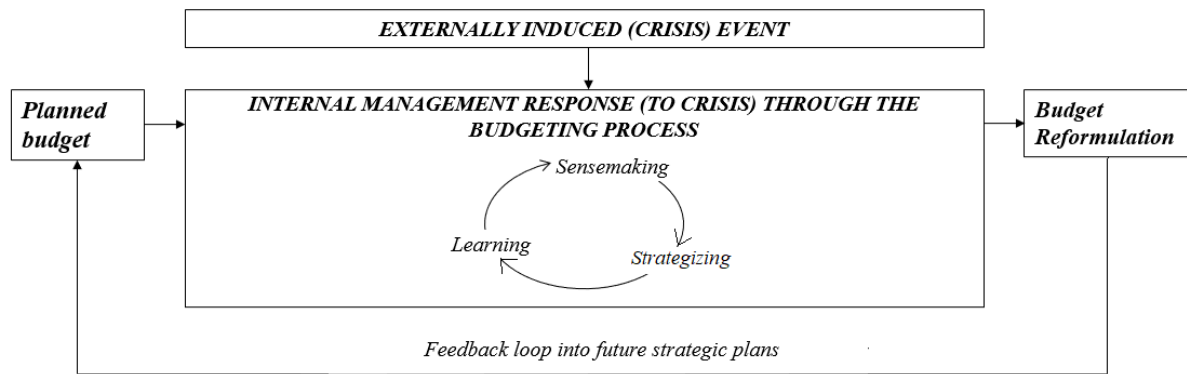 EXTERNALLY INDUCED (CRISIS) EVENT
Planned
budget
INTERNAL MANAGEMENT RESPONSE (TO CRISIS) THROUGH THE
BUDGETING PROCESS
Sensemaking
Learning
Strategizing
Budget
Reformulation
Feedback loop into future strategic plans